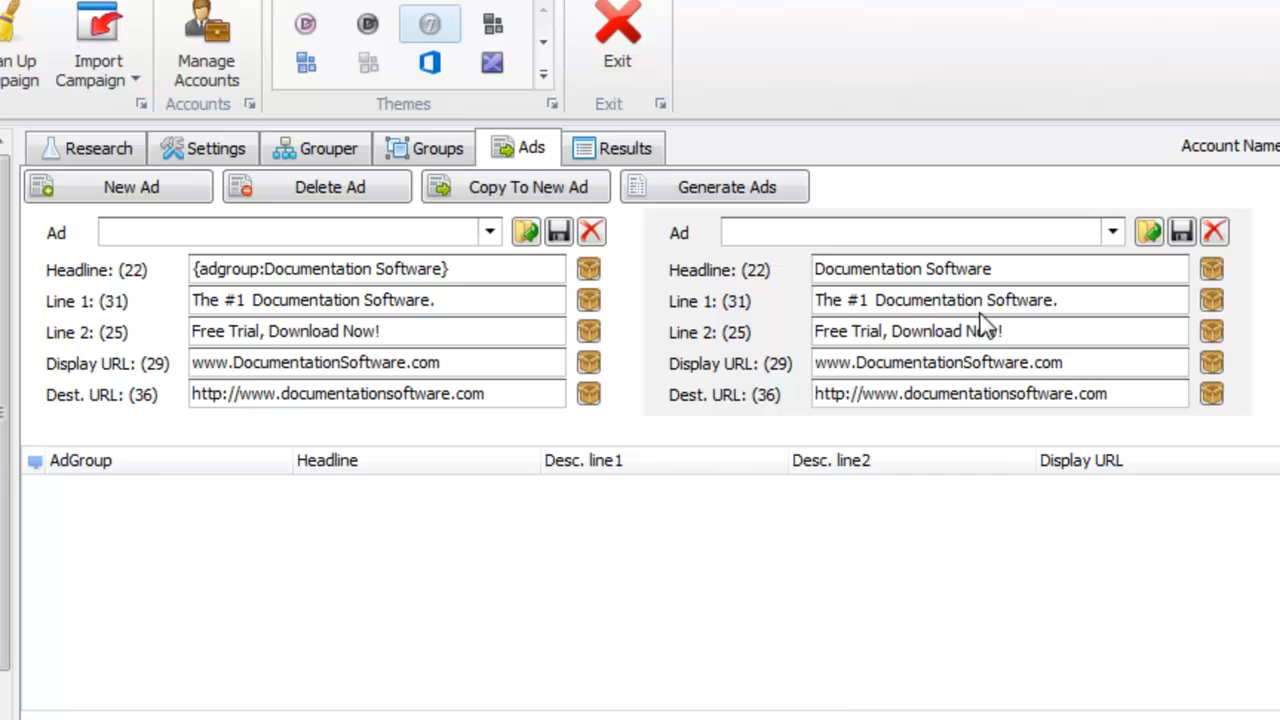 an Up
paign
Import
Campaign
Manage
Accounts
Accounts
Themes
Exit
Exit
Research
Settings
Grouper
Groups
Ads
Results
Account Name
New Ad
Delete Ad
Copy To New Ad
Generate Ads
Ad
Headline: (22) {adgroup:Documentation Software}
Line 1: (31) The #1 Documentation Software.
Line 2: (25) Free Trial, Download Now!
Display URL: (29) www.DocumentationSoftware.com
Dest. URL: (36) http://www.documentationsoftware.com
Ad
Headline: (22) Documentation Software
Line 1: (31) The #1 Documentation Software.
Line 2: (25) Free Trial, Download Now!
Display URL: (29) www.DocumentationSoftware.com
Dest. URL: (36) http://www.documentationsoftware.com
AdGroup Headline Desc. line1 Desc. line2 Display URL